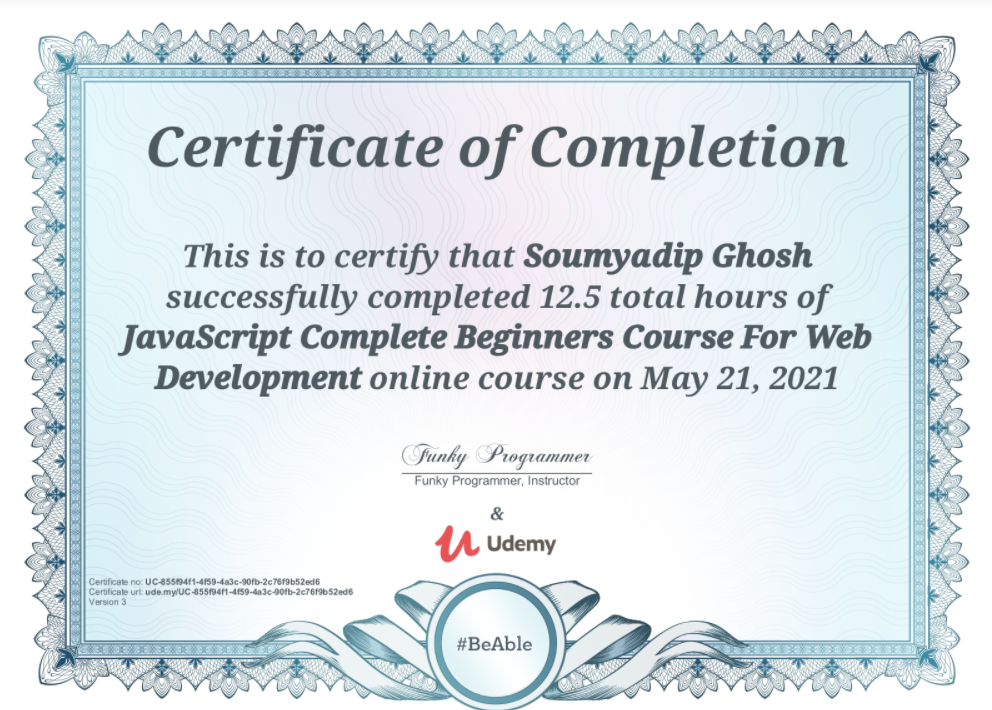 Certificate of Completion
This is to certify that Soumyadip Ghosh
successfully completed 12.5 total hours of
JavaScript Complete Beginners Course For Web
Development online course on May 21, 2021
Funky Programmer
Funky Programmer, Instructor
&
Udemy
Certificate no: UC-855f94f1-4f59-4a3c-90fb-2c76f9b52ed6
Certificate url: ude.my/UC-855f94f1-4f59-4a3c-90fb-2c76f9b52ed6
Version 3
#BeAble